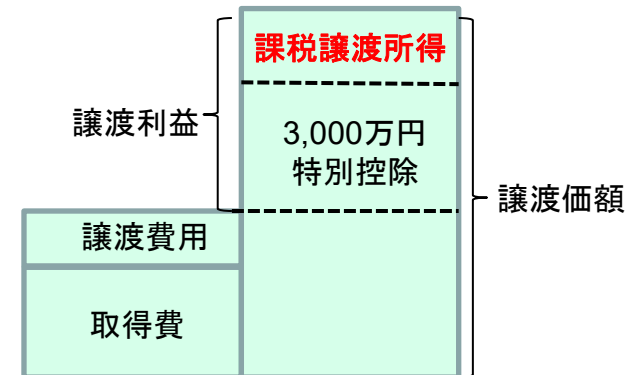 課税譲渡所得
譲渡利益
3,000万円
特別控除
譲渡価額
譲渡費用
取得費